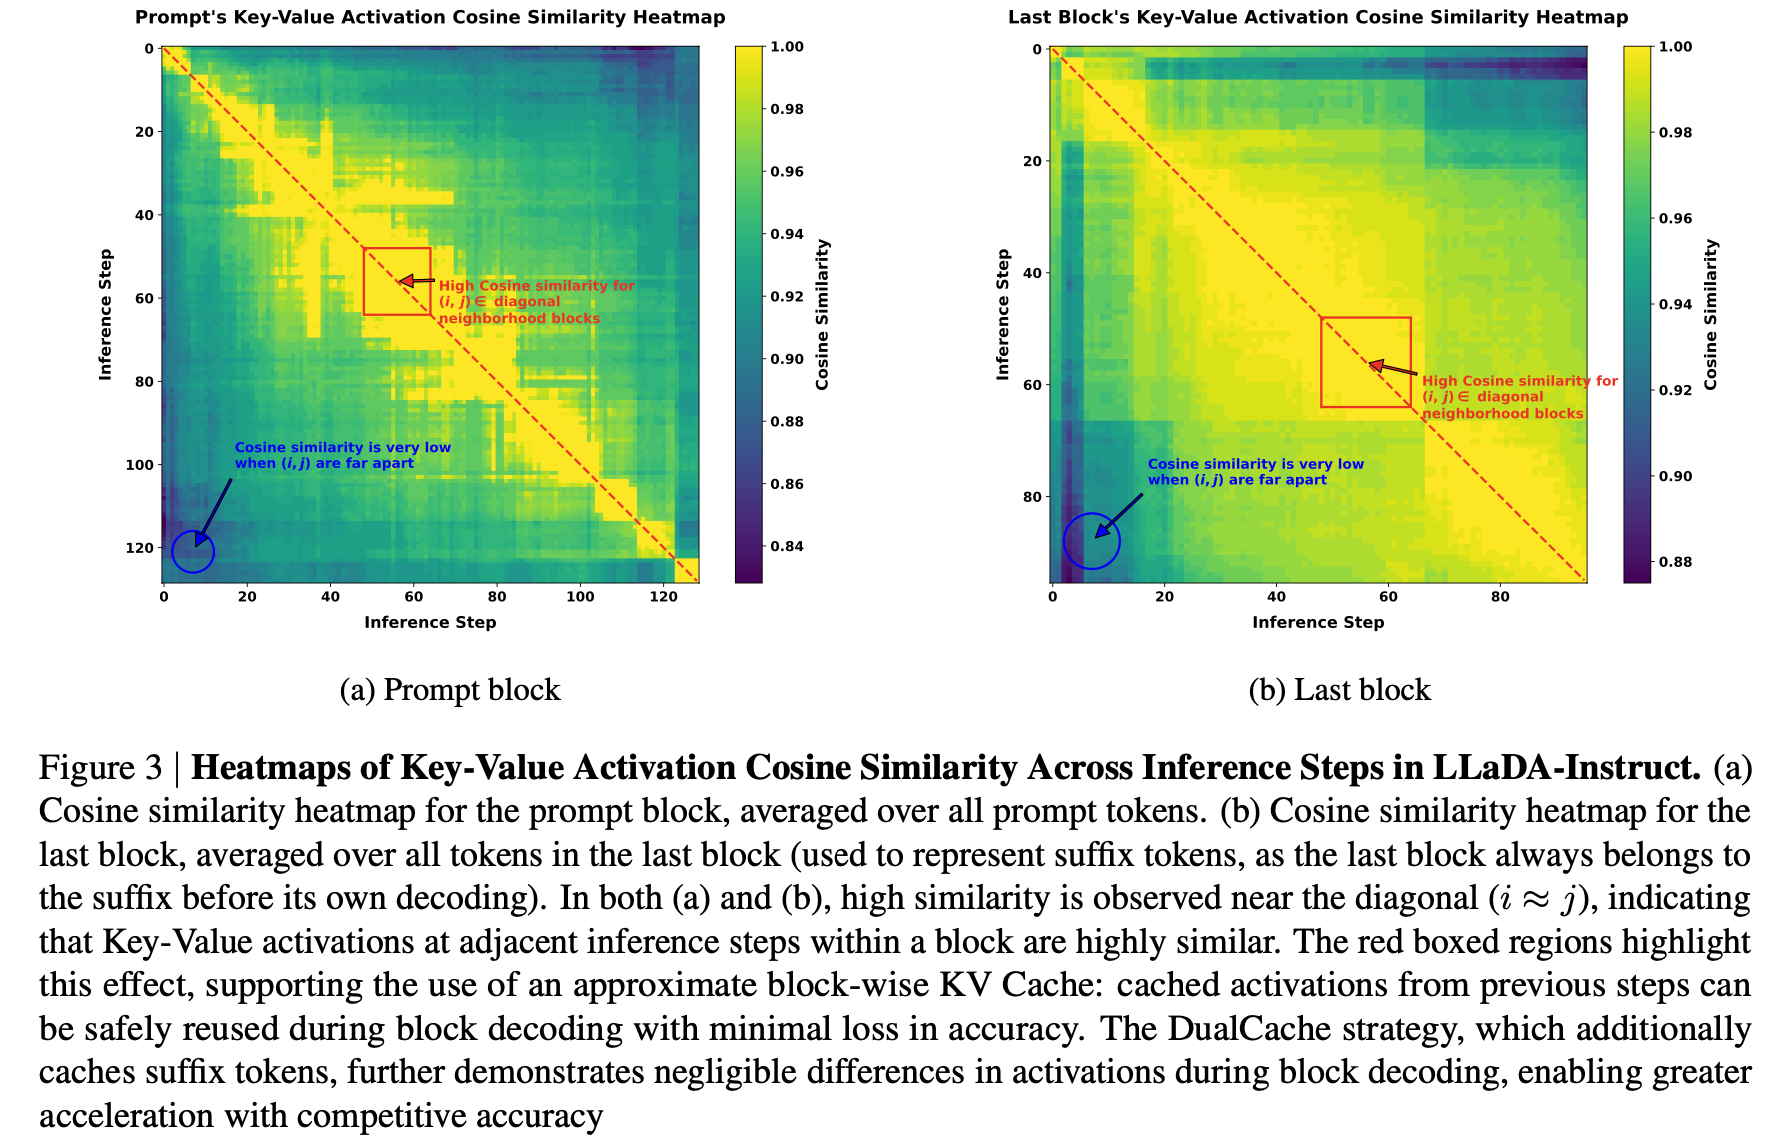 Prompt's Key-Value Activation Cosine Similarity Heatmap
0
20
40
60
80
100
120
Inference Step
0 20 40 60 80 100 120
Inference Step
High Cosine similarity for
(i, j) ∈ diagonal
neighborhood blocks
Cosine similarity is very low
when (i, j) are far apart
1.00
0.98
0.96
0.94
0.92
0.90
0.88
0.86
0.84
Cosine Similarity
(a) Prompt block
Last Block's Key-Value Activation Cosine Similarity Heatmap
0
20
40
60
80
Inference Step
0 20 40 60 80
Inference Step
High Cosine similarity for
(i, j) ∈ diagonal
neighborhood blocks
Cosine similarity is very low
when (i, j) are far apart
1.00
0.98
0.96
0.94
0.92
0.90
0.88
Cosine Similarity
(b) Last block
Figure 3 | Heatmaps of Key-Value Activation Cosine Similarity Across Inference Steps in LLaDA-Instruct. (a)
Cosine similarity heatmap for the prompt block, averaged over all prompt tokens. (b) Cosine similarity heatmap for the
last block, averaged over all tokens in the last block (used to represent suffix tokens, as the last block always belongs to
the suffix before its own decoding). In both (a) and (b), high similarity is observed near the diagonal (i ≈ j), indicating
that Key-Value activations at adjacent inference steps within a block are highly similar. The red boxed regions highlight
this effect, supporting the use of an approximate block-wise KV Cache: cached activations from previous steps can
be safely reused during block decoding with minimal loss in accuracy. The DualCache strategy, which additionally
caches suffix tokens, further demonstrates negligible differences in activations during block decoding, enabling greater
acceleration with competitive accuracy